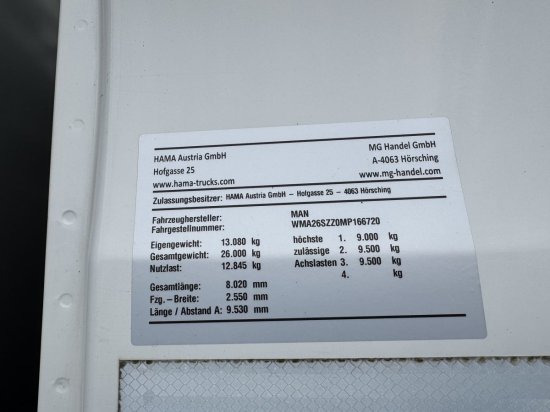 HAMA Austria GmbH MG Handel GmbH
Hofgasse 25 A-4063 Hörsching
www.hama-trucks.com www.mg-handel.com
Zulassungsbesitzer: HAMA Austria GmbH – Hofgasse 25 – 4063 Hörsching
Fahrzeughersteller: MAN
Fahrgestellnummer: WMA26SZZ0MP166720
Eigengewicht: 13.080 kg höchste 1. 9.000 kg
Gesamtgewicht: 26.000 kg zulässige 2. 9.500 kg
Nutzlast: 12.845 kg Achslasten 3. 9.500 kg
4. kg
Gesamtlänge: 8.020 mm
Fzg. – Breite: 2.550 mm
Länge / Abstand A: 9.530 mm